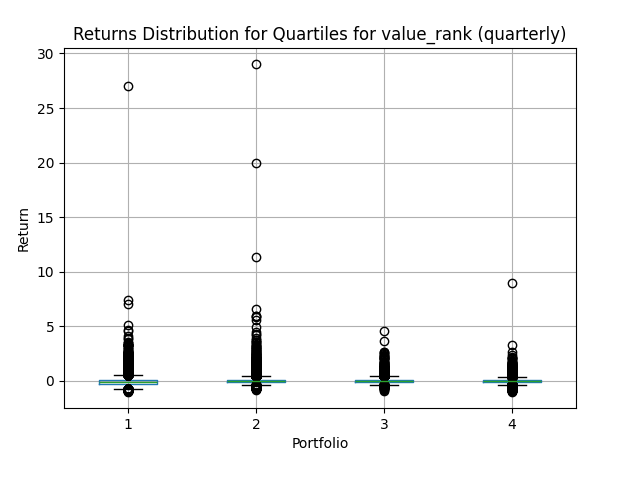 Returns Distribution for Quartiles for value_rank (quarterly)
30
25
20
15
10
5
0
Return
1 2 3 4
Portfolio